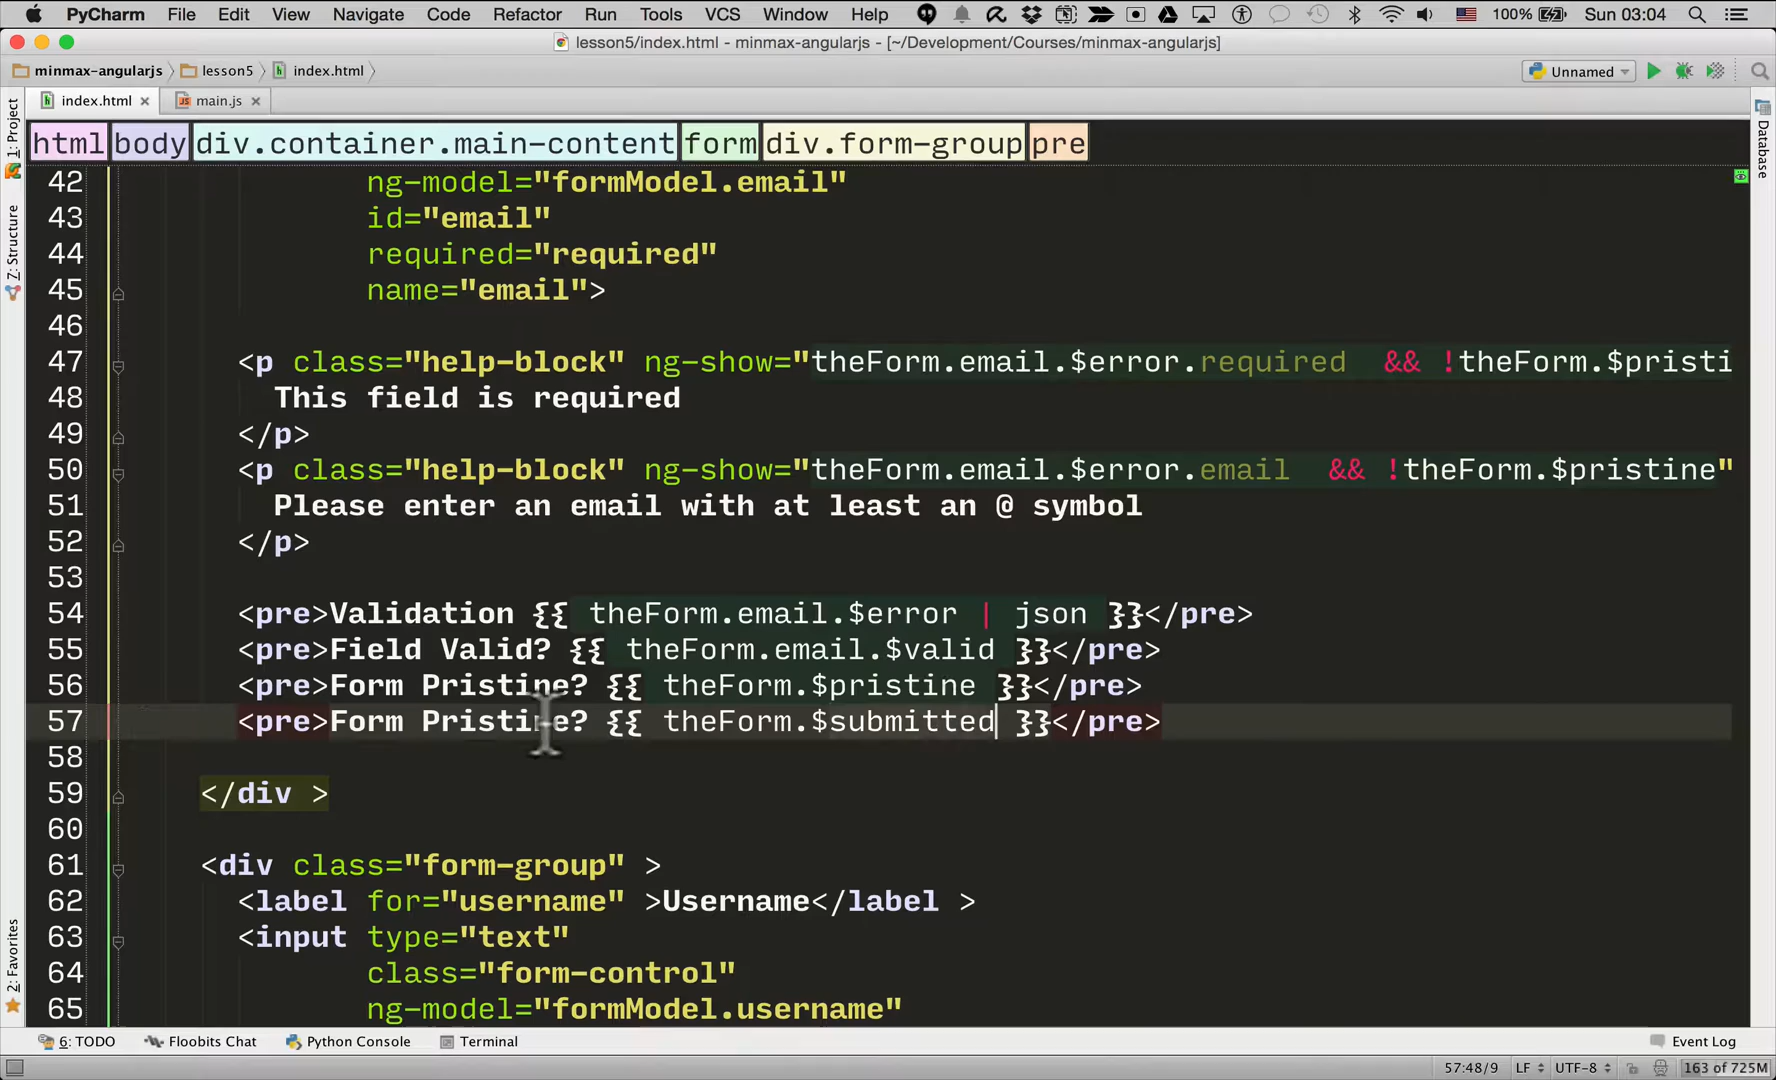 PyCharm File Edit View Navigate Code Refactor Run Tools VCS Window Help 100% Sun 03:04
lesson5/index.html - minmax-angularjs - [~/Development/Courses/minmax-angularjs]
minmax-angularjs lesson5 index.html Unnamed
index.html main.js
html body div.container.main-content form div.form-group pre
1: Project
7: Structure
2: Favorites
Database
42 ng-model="formModel.email"
43 id="email"
44 required="required"
45 name="email">
46
47 <p class="help-block" ng-show="theForm.email.$error.required && !theForm.$pristi
48 This field is required
49 </p>
50 <p class="help-block" ng-show="theForm.email.$error.email && !theForm.$pristine"
51 Please enter an email with at least an @ symbol
52 </p>
53
54 <pre>Validation {{ theForm.email.$error | json }}</pre>
55 <pre>Field Valid? {{ theForm.email.$valid }}</pre>
56 <pre>Form Pristine? {{ theForm.$pristine }}</pre>
57 <pre>Form Pristine? {{ theForm.$submitted }}</pre>
58
59 </div >
60
61 <div class="form-group" >
62 <label for="username" >Username</label >
63 <input type="text"
64 class="form-control"
65 ng-model="formModel.username"
6: TODO Floobits Chat Python Console Terminal Event Log
57:48/9 LF UTF-8 163 of 725M